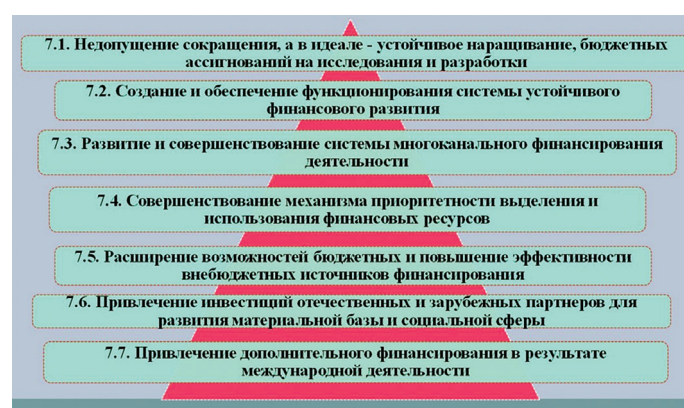 7.1. Недопущение сокращения, а в идеале - устойчивое наращивание, бюджетных
ассигнований на исследования и разработки
7.2. Создание и обеспечение функционирования системы устойчивого
финансового развития
7.3. Развитие и совершенствование системы многоканального финансирования
деятельности
7.4. Совершенствование механизма приоритетности выделения и
использования финансовых ресурсов
7.5. Расширение возможностей бюджетных и повышение эффективности
внебюджетных источников финансирования
7.6. Привлечение инвестиций отечественных и зарубежных партнеров для
развития материальной базы и социальной сферы
7.7. Привлечение дополнительного финансирования в результате
международной деятельности